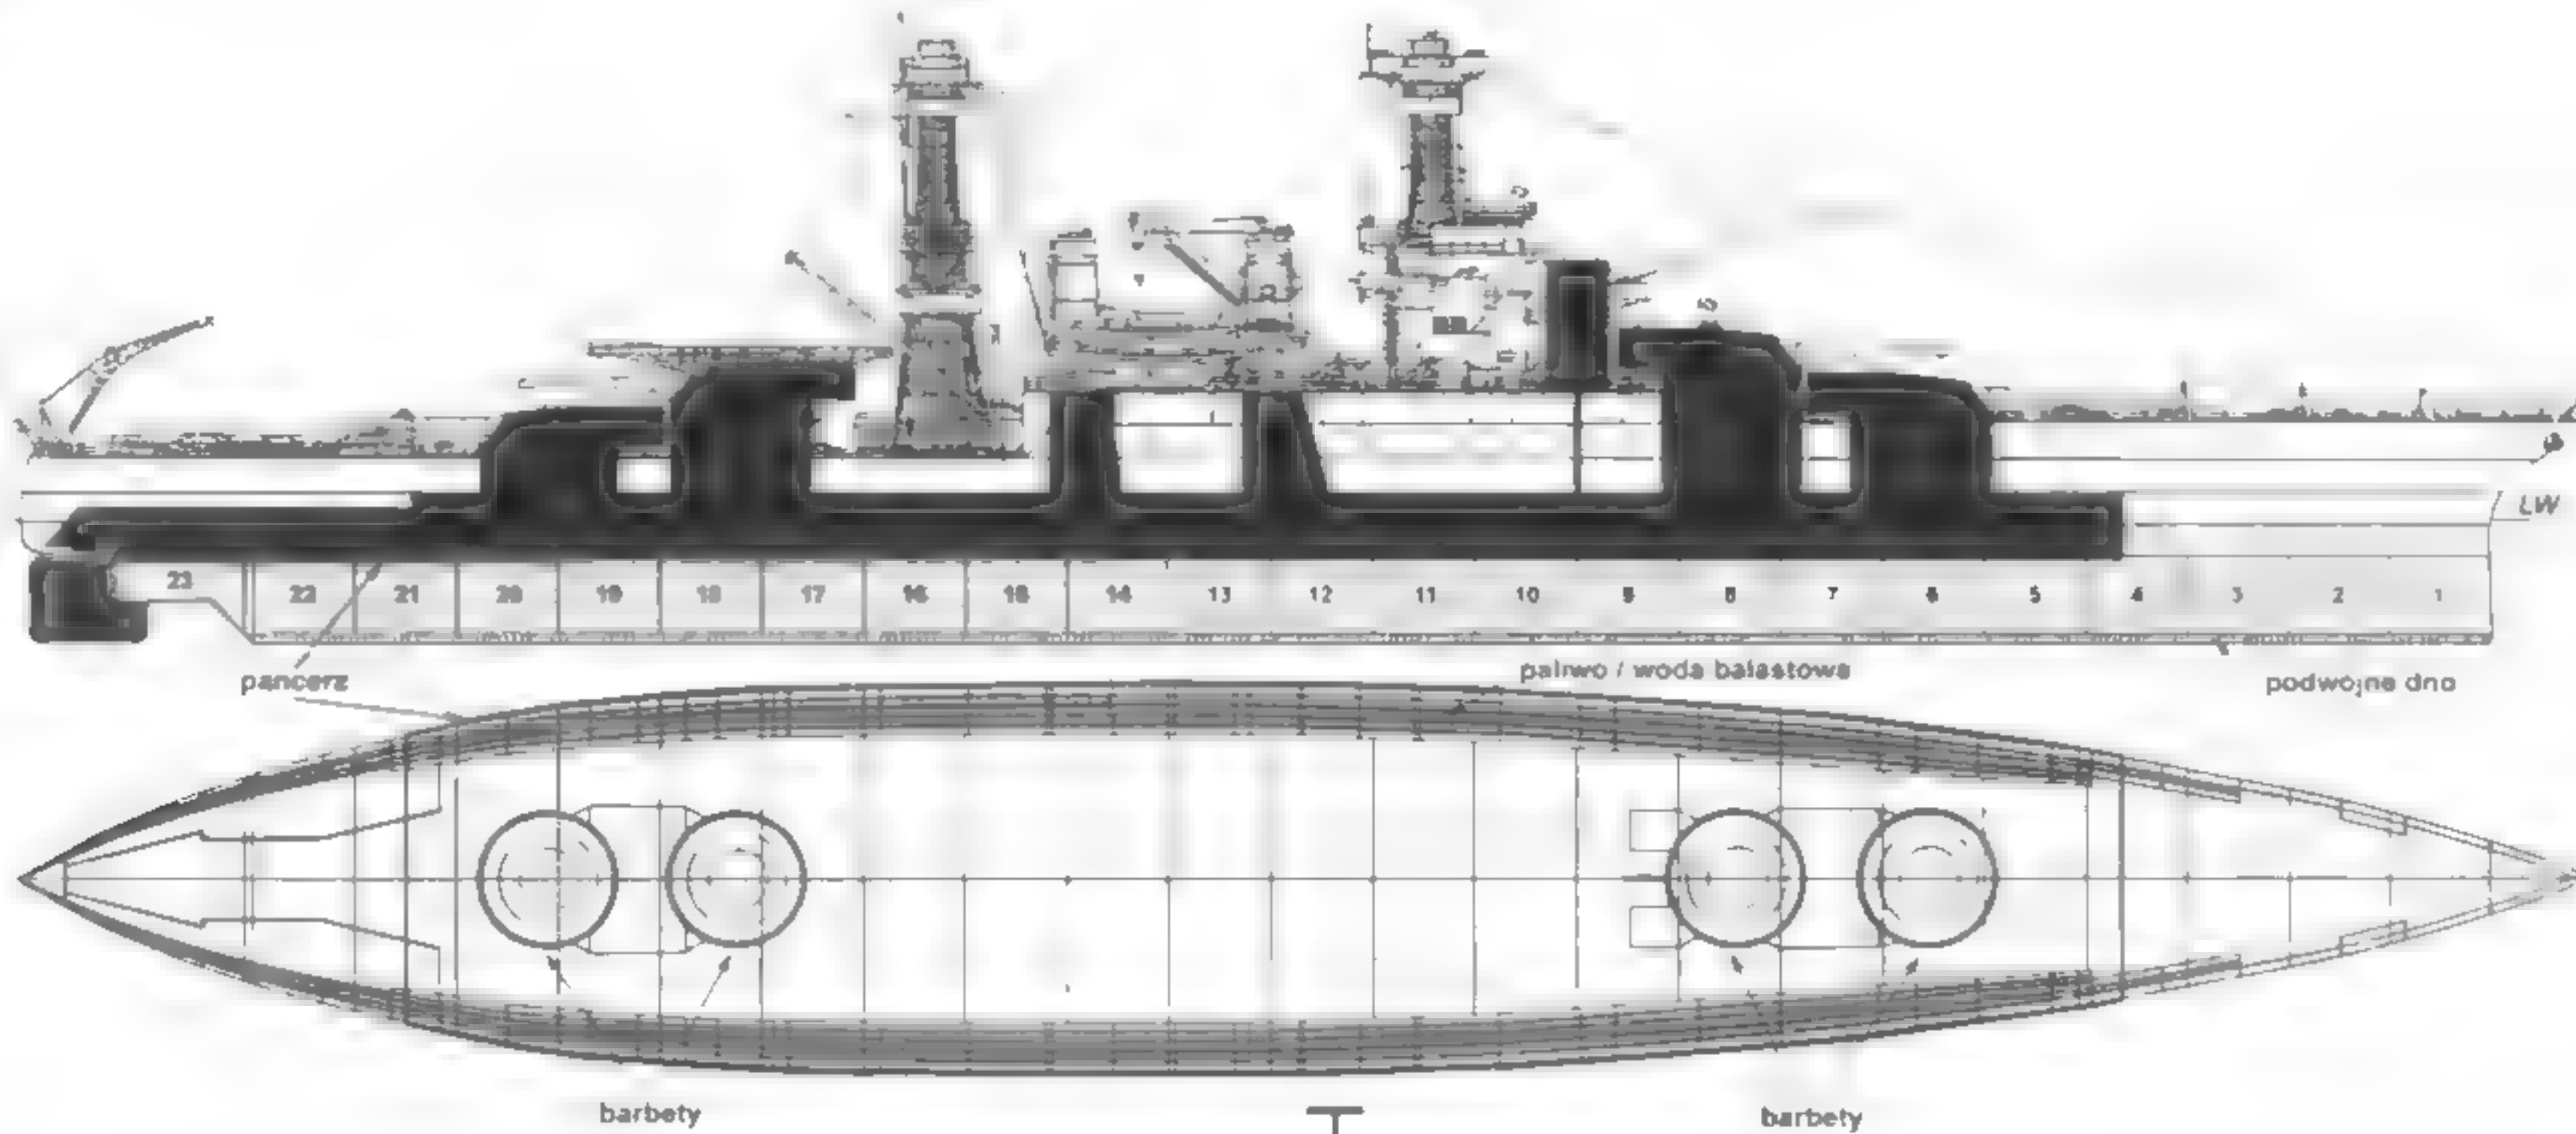 LW
23 22 21 20 19 18 17 16 15 14 13 12 11 10 9 8 7 6 5 4 3 2 1
pancerz
paliwo / woda balastowa
podwójne dno
barbety
barbety